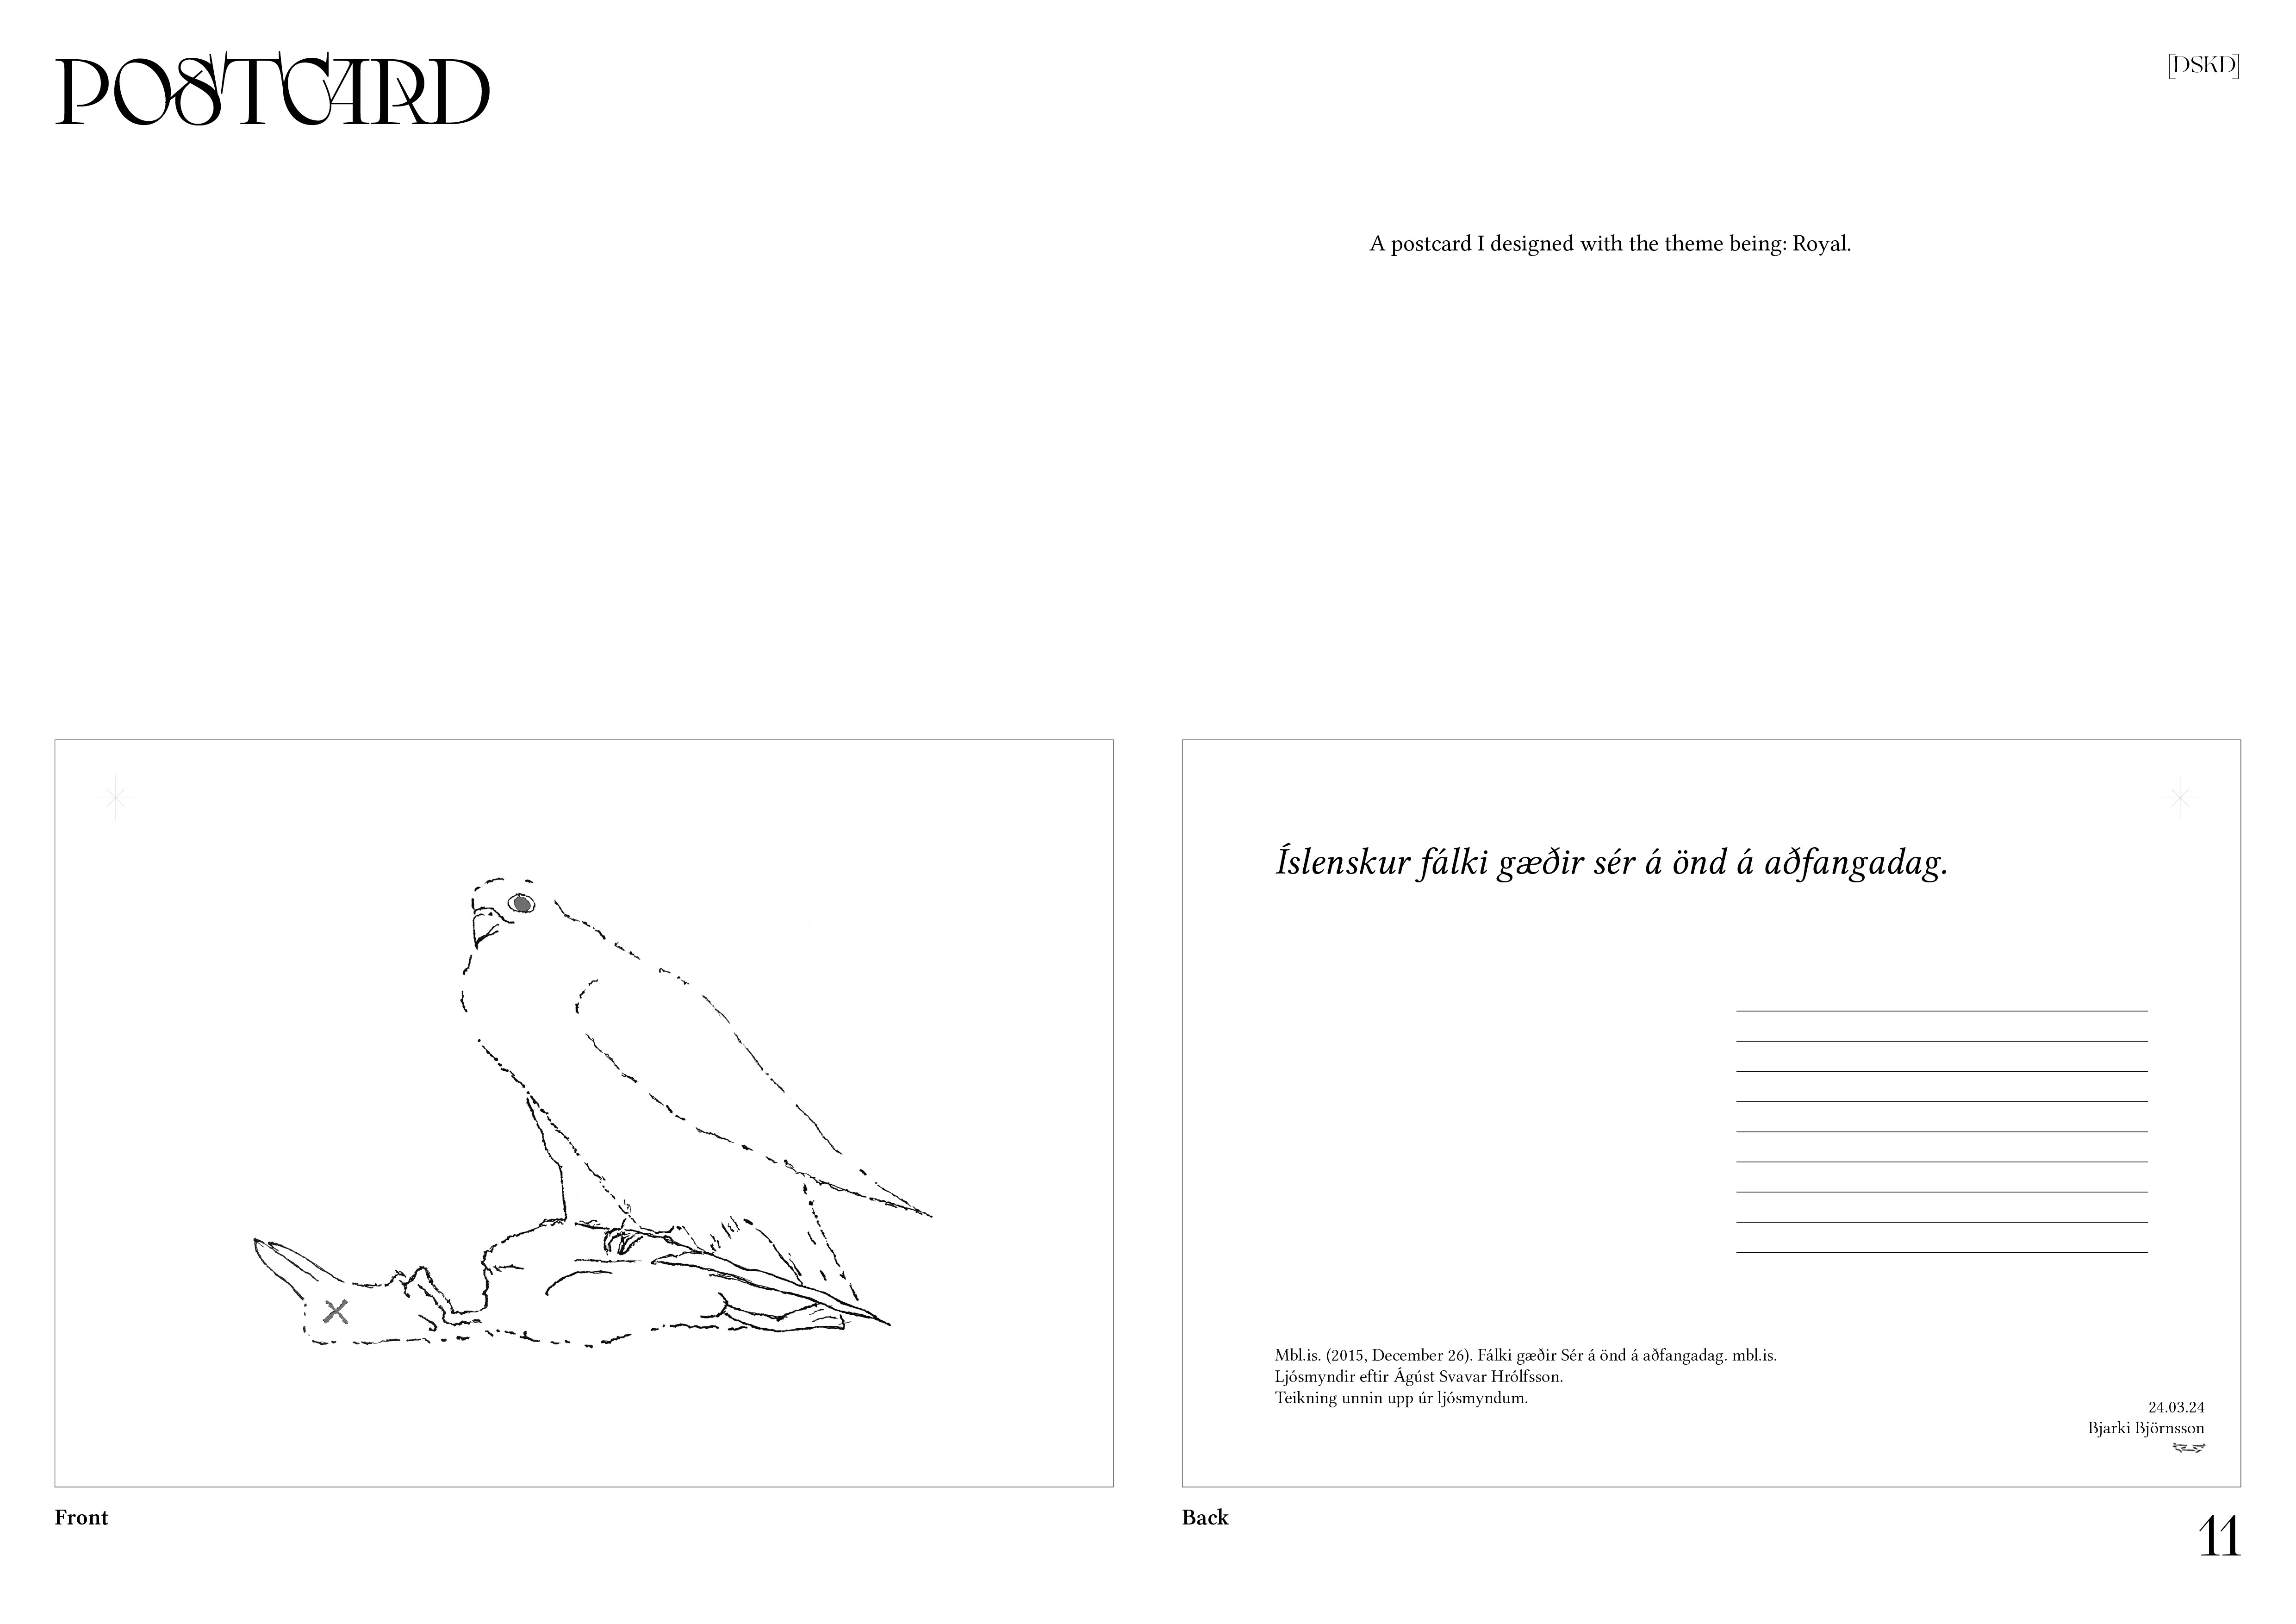 POSTCARD
[DSKD]
A postcard I designed with the theme being: Royal.
Íslenskur fálki gæðir sér á önd á aðfangadag.
Mbl.is. (2015, December 26). Fálki gæðir Sér á önd á aðfangadag. mbl.is.
Ljósmyndir eftir Ágúst Svavar Hrólfsson.
Teikning unnin upp úr ljósmyndum.
24.03.24
Bjarki Björnsson
Front
Back
11